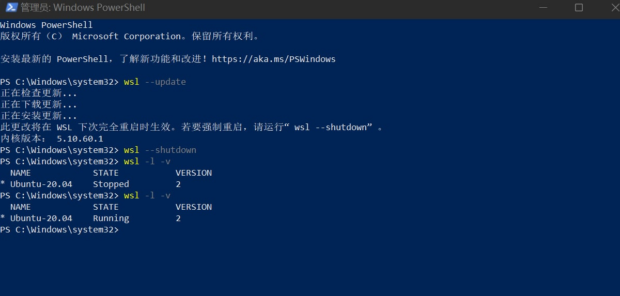 管理员: Windows PowerShell
Windows PowerShell
版权所有 (C) Microsoft Corporation。保留所有权利。
安装最新的 PowerShell，了解新功能和改进！https://aka.ms/PSWindows
PS C:\Windows\system32> wsl --update
正在检查更新...
正在下载更新...
正在安装更新...
此更改将在 WSL 下次完全重启时生效。若要强制重启，请运行“ wsl --shutdown” 。
内核版本： 5.10.60.1
PS C:\Windows\system32> wsl --shutdown
PS C:\Windows\system32> wsl -l -v
NAME STATE VERSION
* Ubuntu-20.04 Stopped 2
PS C:\Windows\system32> wsl -l -v
NAME STATE VERSION
* Ubuntu-20.04 Running 2
PS C:\Windows\system32>